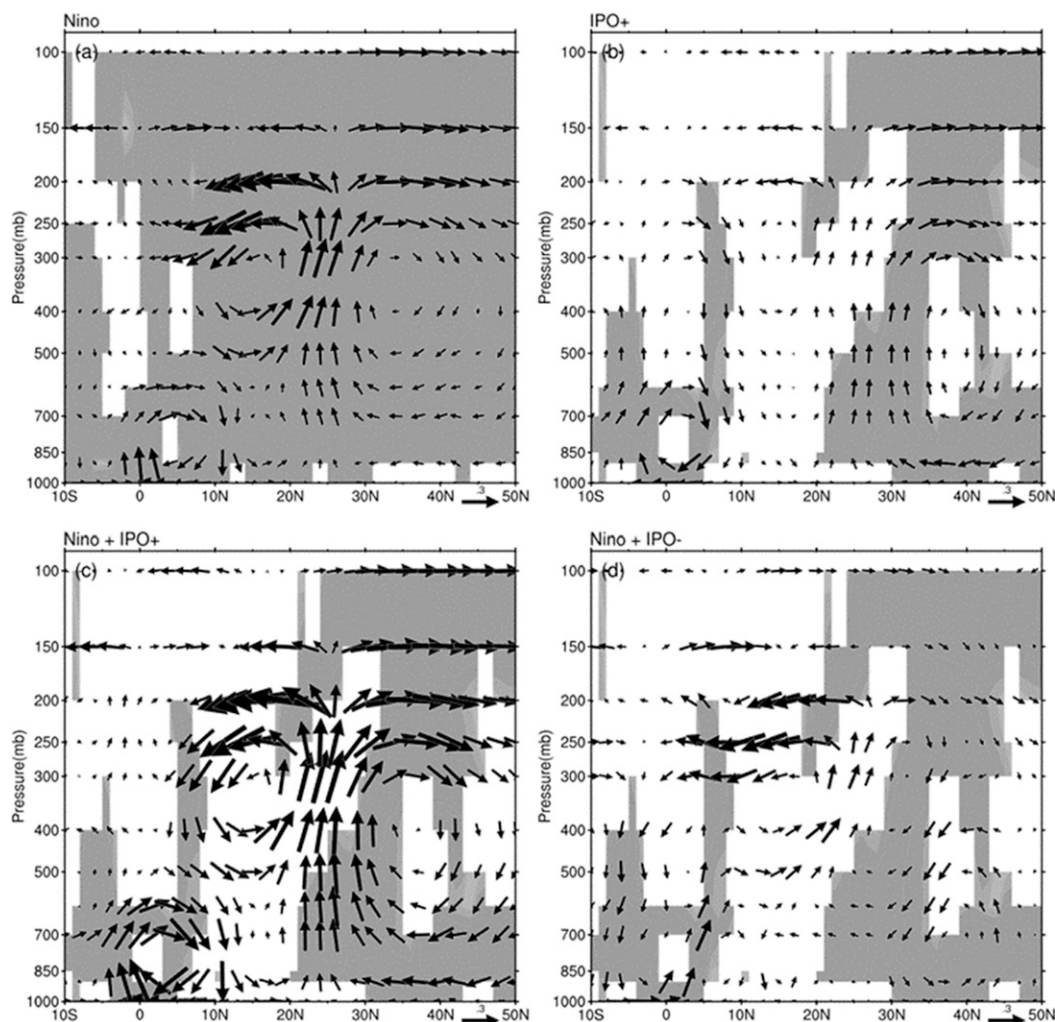 Nino
(a)
100
150
200
250
300
400
500
700
850
1000
Pressure(mb)
10S 0 10N 20N 30N 40N 50N
.3
IPO+
(b)
100
150
200
250
300
400
500
700
850
1000
Pressure(mb)
10S 0 10N 20N 30N 40N 50N
.3
Nino + IPO+
(c)
100
150
200
250
300
400
500
700
850
1000
Pressure(mb)
10S 0 10N 20N 30N 40N 50N
.3
Nino + IPO-
(d)
100
150
200
250
300
400
500
700
850
1000
Pressure(mb)
10S 0 10N 20N 30N 40N 50N
.3